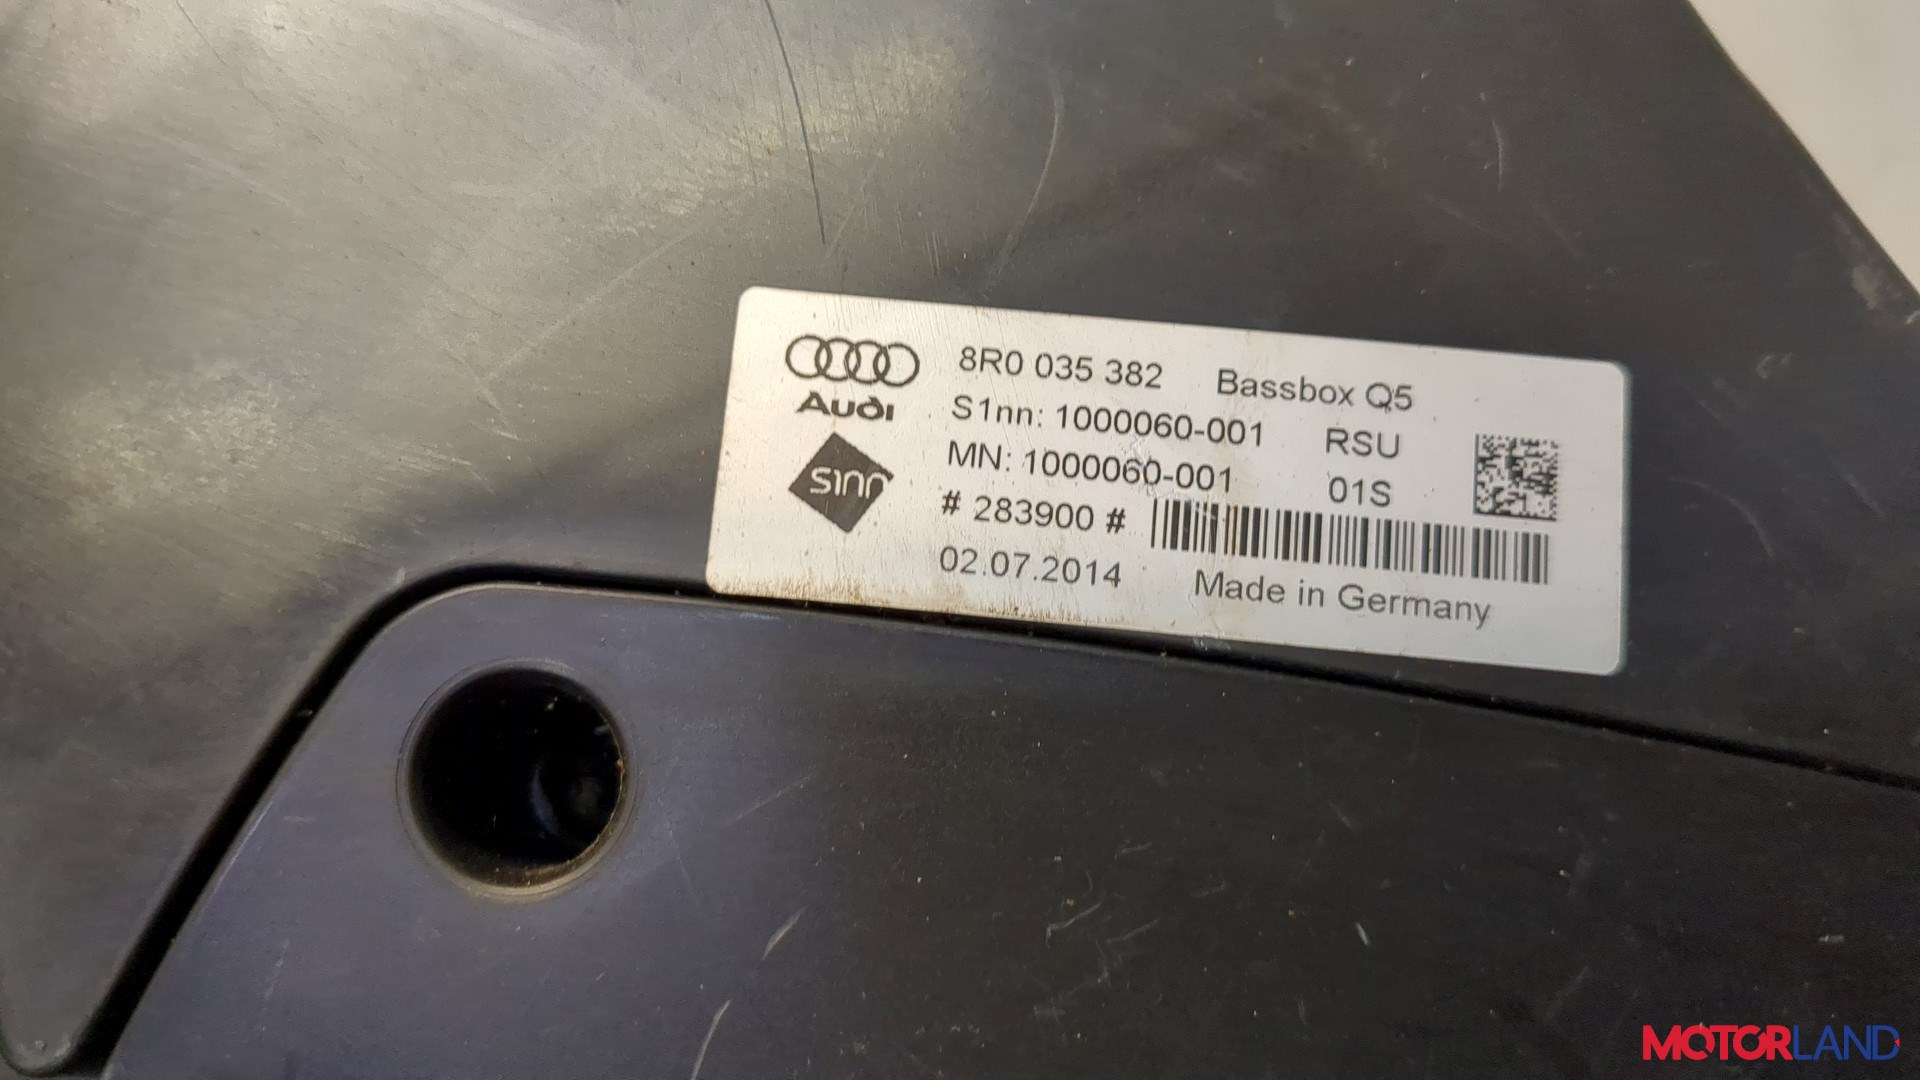 8R0 035 382 Bassbox Q5
Audi
S1nn: 1000060-001 RSU
MN: 1000060-001 01S
s1nn
# 283900 #
02.07.2014 Made in Germany
MOTORLAND